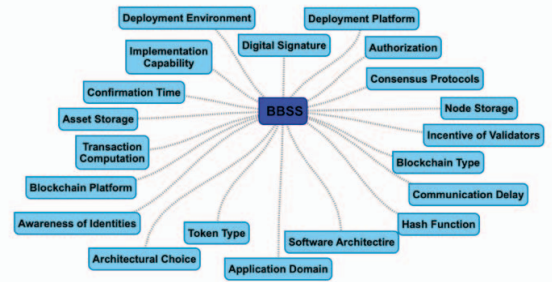 Deployment Environment
Deployment Platform
Digital Signature
Implementation
Capability
Authorization
Consensus Protocols
Confirmation Time
BBSS
Node Storage
Asset Storage
Incentive of Validators
Transaction
Computation
Blockchain Type
Blockchain Platform
Communication Delay
Awareness of Identities
Hash Function
Token Type
Software Architectire
Architectural Choice
Application Domain